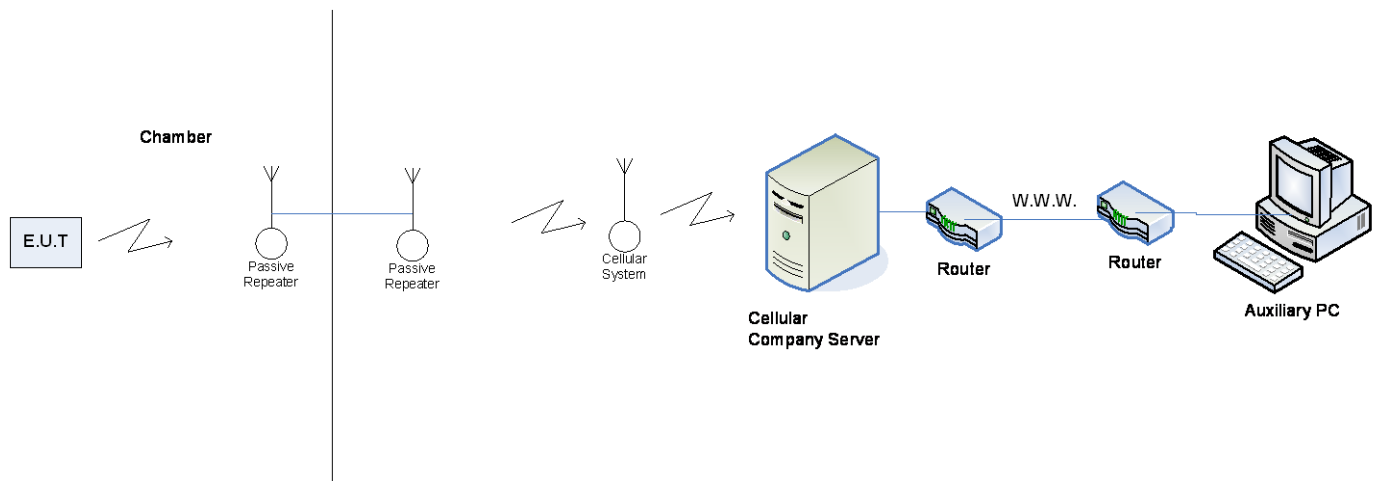 Chamber
E.U.T
Passive
Repeater
Passive
Repeater
Cellular
System
Cellular
Company Server
Router
W.W.W.
Router
Auxiliary PC